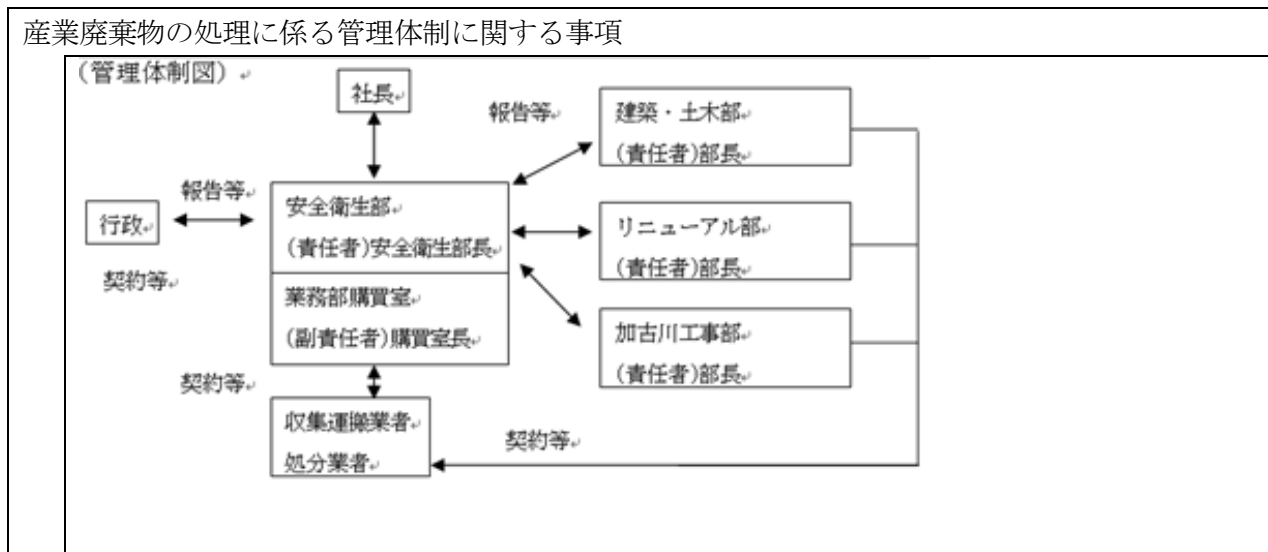 産業廃棄物の処理に係る管理体制に関する事項
（管理体制図）
社長
報告等
建築・土木部
(責任者)部長
報告等
行政
安全衛生部
(責任者)安全衛生部長
リニューアル部
(責任者)部長
契約等
業務部購買室
(副責任者)購買室長
加古川工事部
(責任者)部長
契約等
収集運搬業者
処分業者
契約等